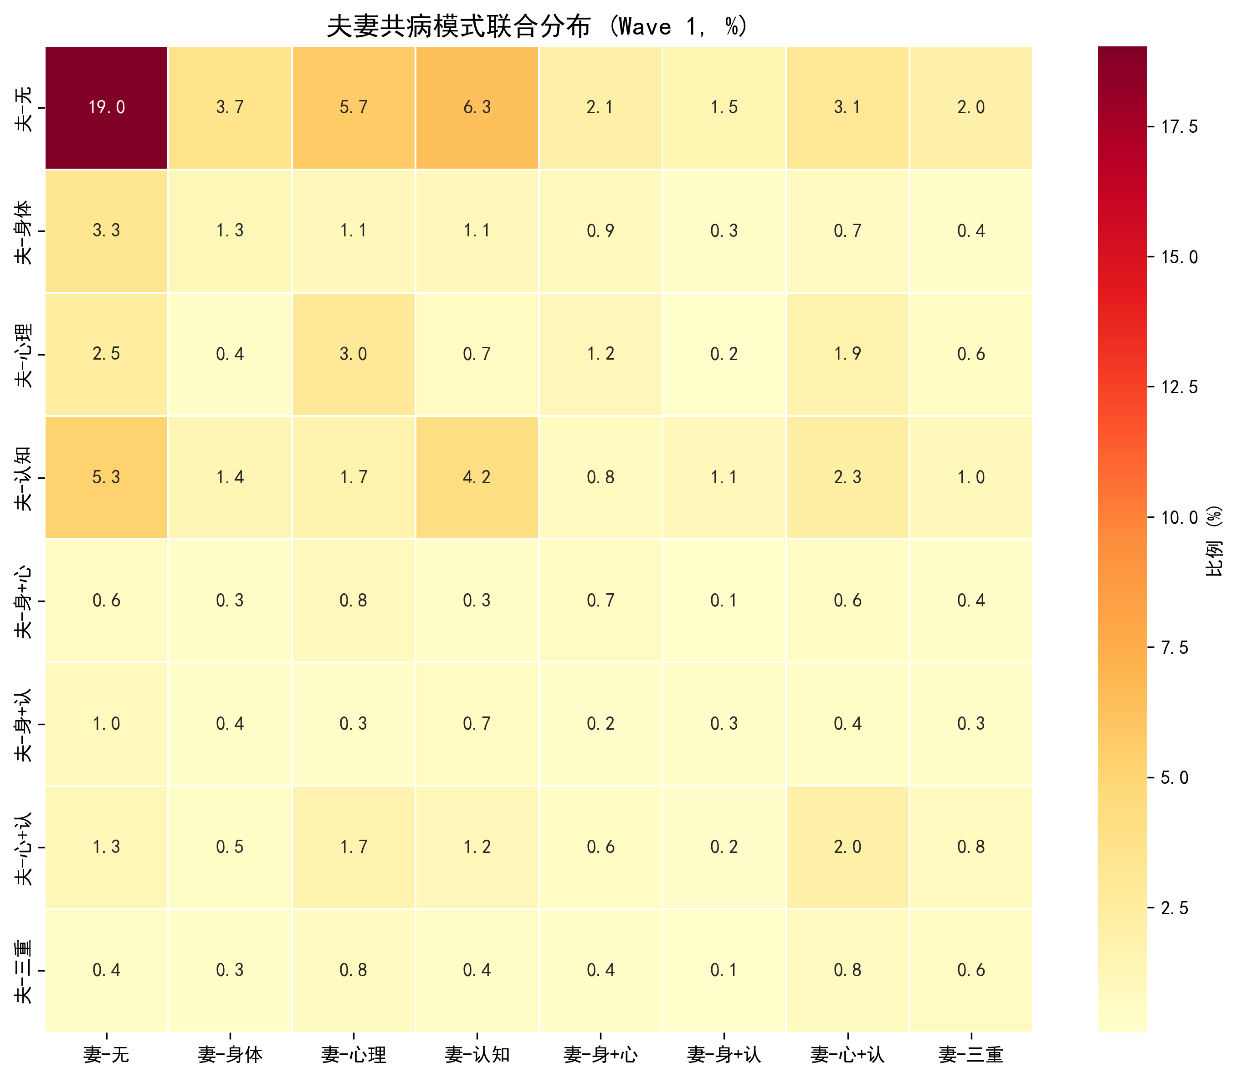 夫妻共病模式联合分布 (Wave 1, %)
夫-无 19.0 3.7 5.7 6.3 2.1 1.5 3.1 2.0
夫-身体 3.3 1.3 1.1 1.1 0.9 0.3 0.7 0.4
夫-心理 2.5 0.4 3.0 0.7 1.2 0.2 1.9 0.6
夫-认知 5.3 1.4 1.7 4.2 0.8 1.1 2.3 1.0
夫-身+心 0.6 0.3 0.8 0.3 0.7 0.1 0.6 0.4
夫-身+认 1.0 0.4 0.3 0.7 0.2 0.3 0.4 0.3
夫-心+认 1.3 0.5 1.7 1.2 0.6 0.2 2.0 0.8
夫-三重 0.4 0.3 0.8 0.4 0.4 0.1 0.8 0.6
妻-无 妻-身体 妻-心理 妻-认知 妻-身+心 妻-身+认 妻-心+认 妻-三重
17.5
15.0
12.5
10.0
7.5
5.0
2.5
比例 (%)